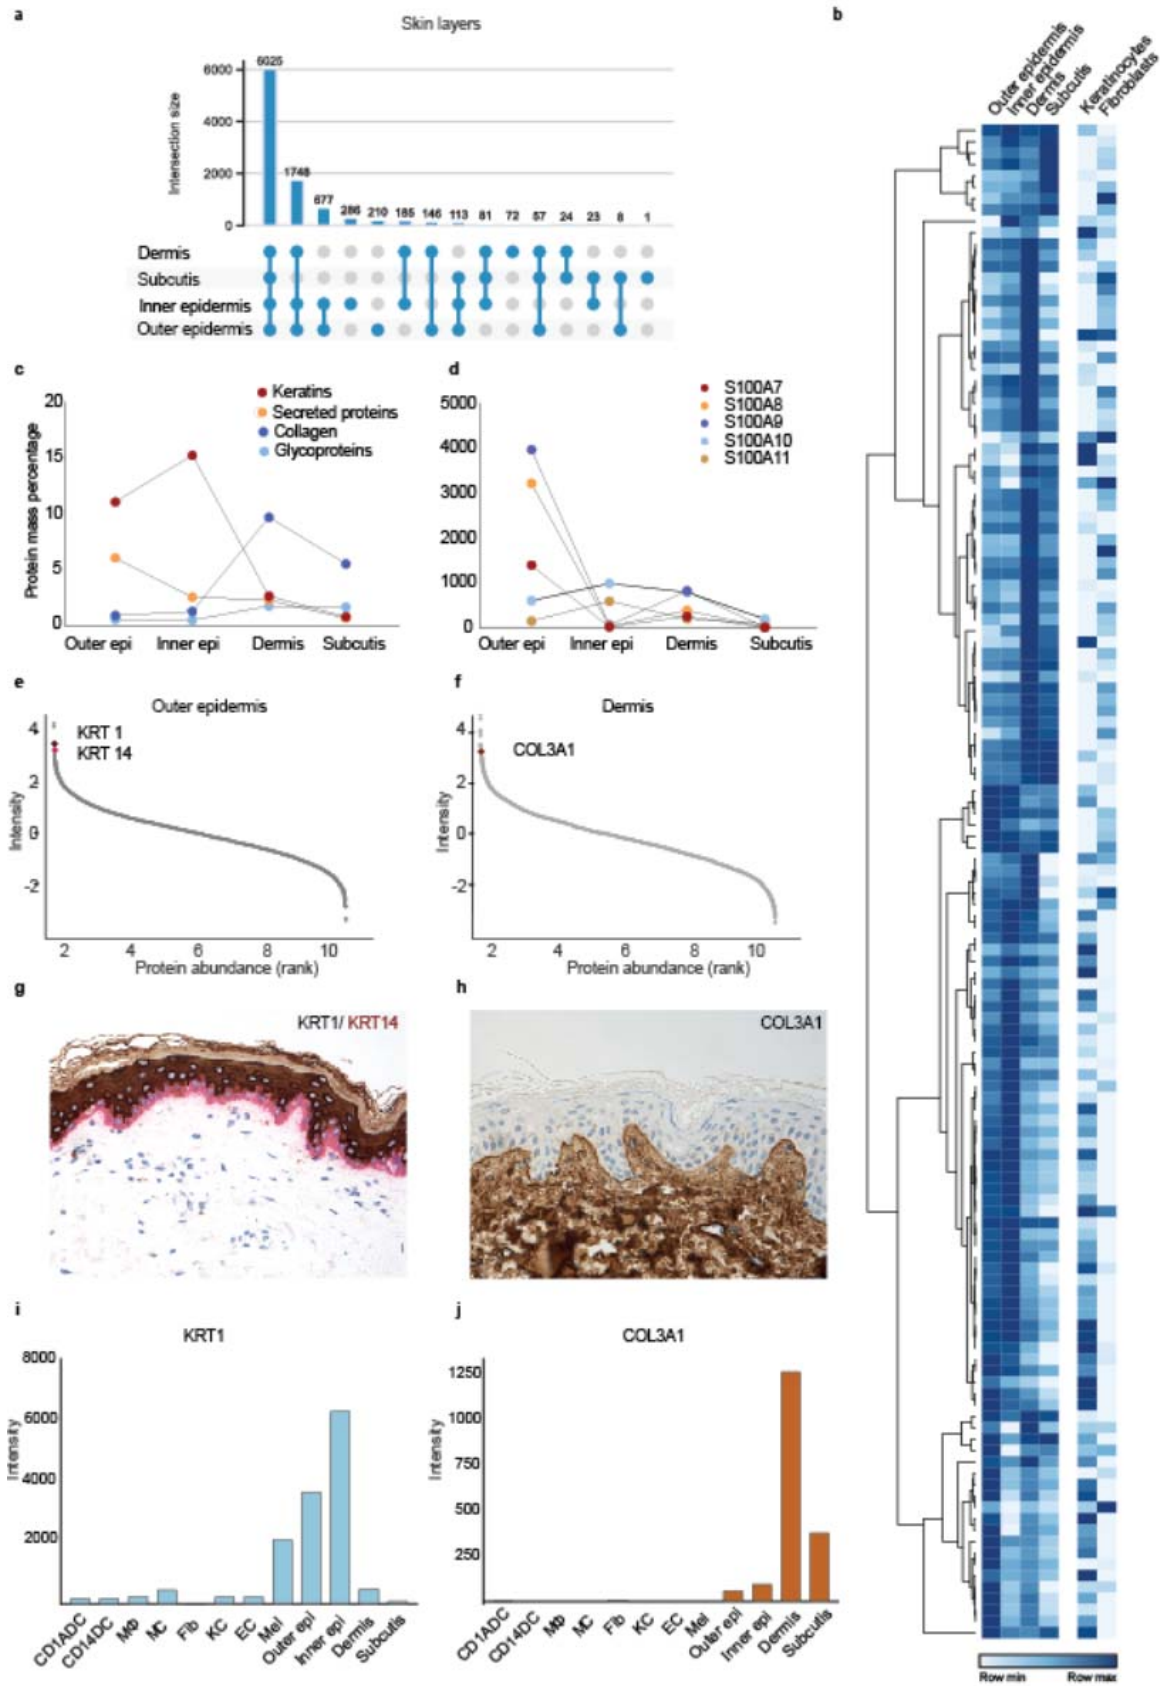 a
Skin layers
Intersection size
6000
4000
2000
0
6025
1748
677
286
210
185
146
113
81
72
57
24
23
8
1
Dermis
Subcutis
Inner epidermis
Outer epidermis
b
Outer epidermis
Inner epidermis
Dermis
Subcutis
Keratinocytes
Fibroblasts
Row min
Row max
c
Protein mass percentage
20
15
10
5
0
Keratins
Secreted proteins
Collagen
Glycoproteins
Outer epi
Inner epi
Dermis
Subcutis
d
5000
4000
3000
2000
1000
0
S100A7
S100A8
S100A9
S100A10
S100A11
Outer epi
Inner epi
Dermis
Subcutis
e
Outer epidermis
Intensity
4
2
0
-2
KRT 1
KRT 14
2
4
6
8
10
Protein abundance (rank)
f
Dermis
Intensity
4
2
0
-2
COL3A1
2
4
6
8
10
Protein abundance (rank)
g
KRT1/ KRT14
h
COL3A1
i
KRT1
Intensity
8000
6000
4000
2000
CD1ADC
CD14DC
MΦ
MC
Fib
KC
EC
Mel
Outer epi
Inner epi
Dermis
Subcutis
j
COL3A1
Intensity
1250
1000
750
500
250
CD1ADC
CD14DC
MΦ
MC
Fib
KC
EC
Mel
Outer epi
Inner epi
Dermis
Subcutis